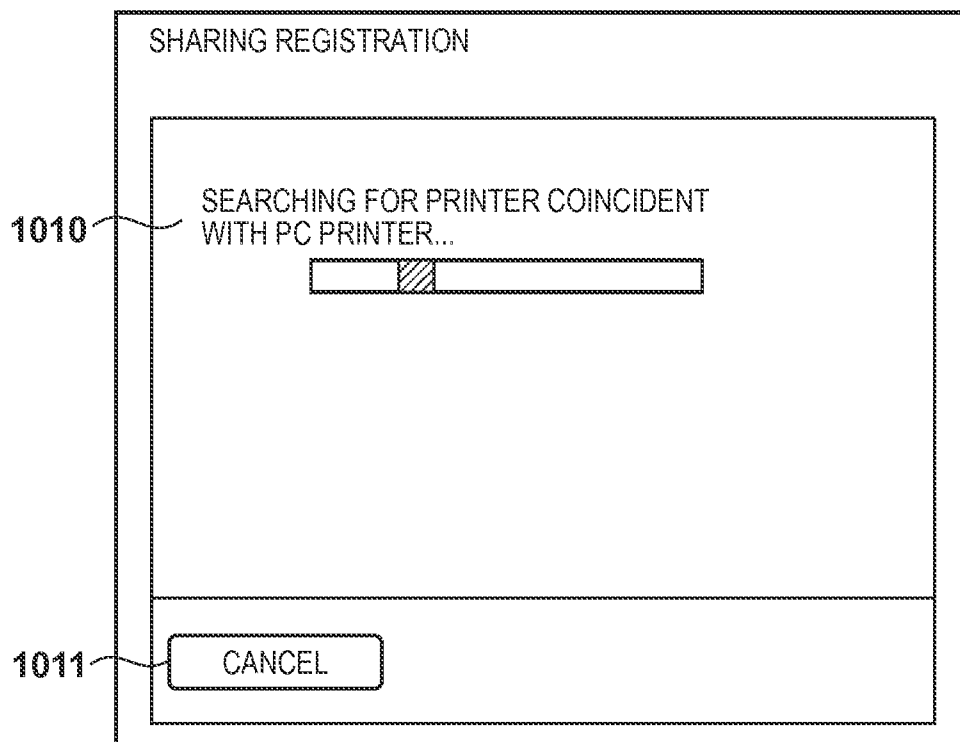 SHARING REGISTRATION
SEARCHING FOR PRINTER COINCIDENT
1010
WITH PC PRINTER...
1011
CANCEL